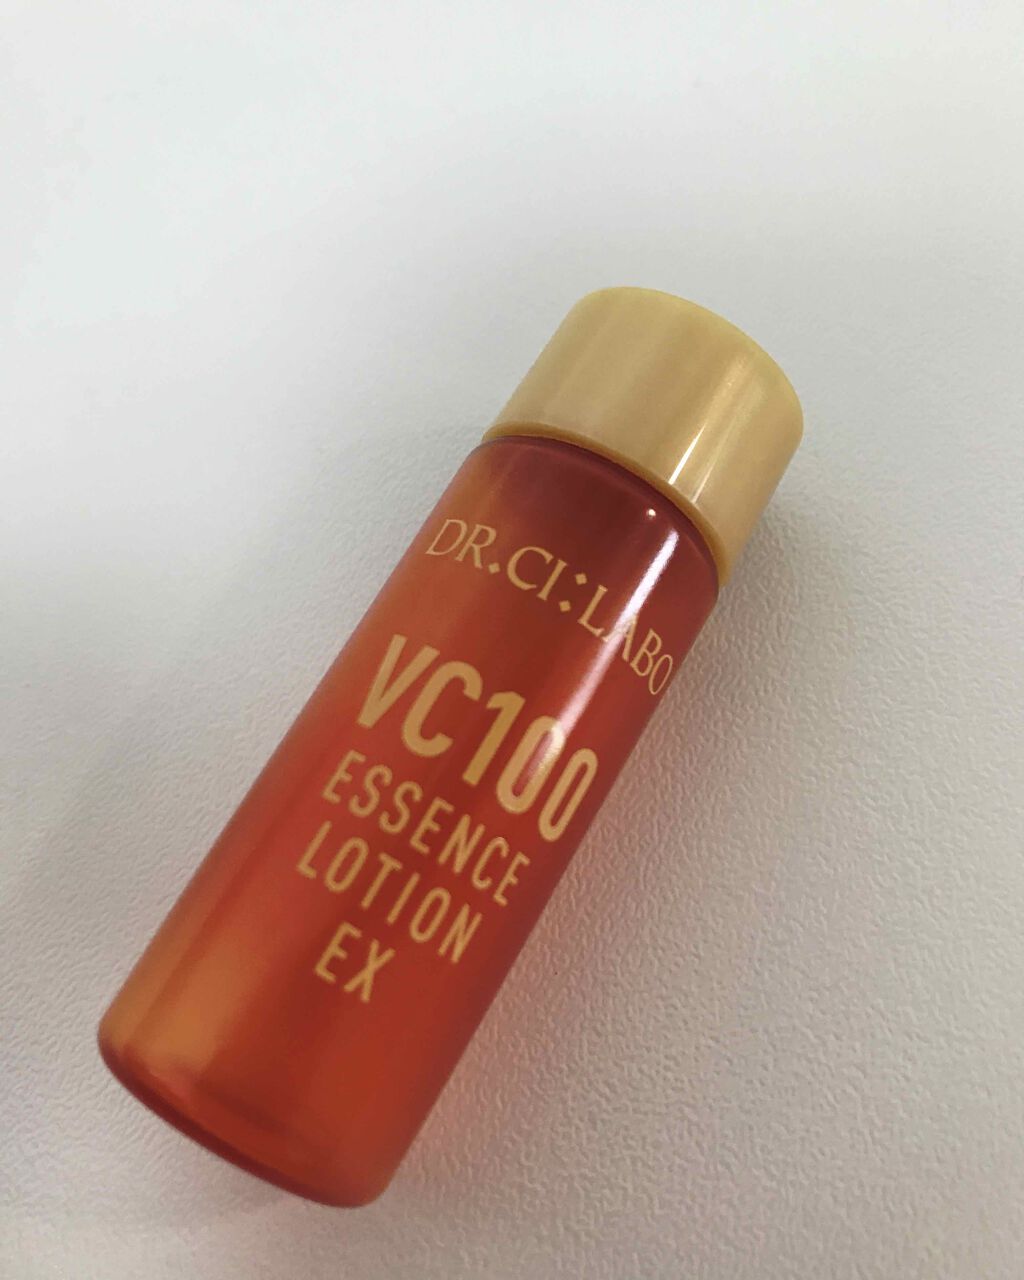 DR.CI:LABO
VC100
ESSENCE
LOTION
EX